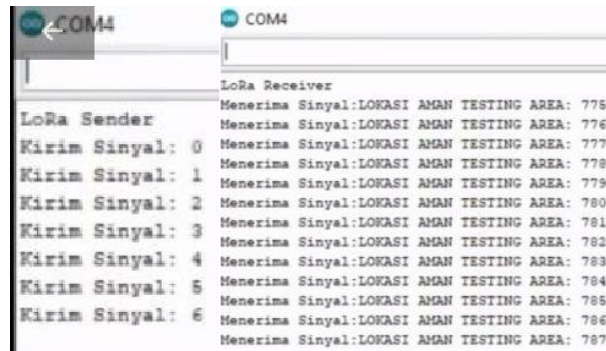 COM4
LoRa Sender
Kirim Sinyal: 0
Kirim Sinyal: 1
Kirim Sinyal: 2
Kirim Sinyal: 3
Kirim Sinyal: 4
Kirim Sinyal: 5
Kirim Sinyal: 6
COM4
LoRa Receiver
Menerima Sinyal:LOKASI AMAN TESTING AREA: 775
Menerima Sinyal:LOKASI AMAN TESTING AREA: 776
Menerima Sinyal:LOKASI AMAN TESTING AREA: 777
Menerima Sinyal:LOKASI AMAN TESTING AREA: 778
Menerima Sinyal:LOKASI AMAN TESTING AREA: 779
Menerima Sinyal:LOKASI AMAN TESTING AREA: 780
Menerima Sinyal:LOKASI AMAN TESTING AREA: 781
Menerima Sinyal:LOKASI AMAN TESTING AREA: 782
Menerima Sinyal:LOKASI AMAN TESTING AREA: 783
Menerima Sinyal:LOKASI AMAN TESTING AREA: 784
Menerima Sinyal:LOKASI AMAN TESTING AREA: 785
Menerima Sinyal:LOKASI AMAN TESTING AREA: 786
Menerima Sinyal:LOKASI AMAN TESTING AREA: 787